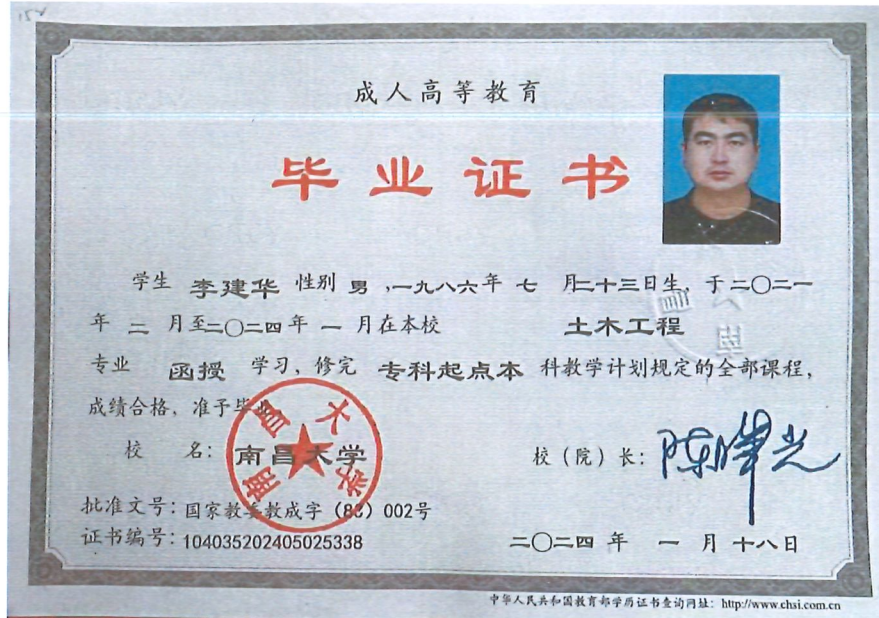 成人高等教育
毕业证书
学生 李建华 性别 男 ,一九八六年 七 月二十三日生, 于二〇二一
年 二 月至二〇二四年 一 月在本校 土木工程
专业 函授 学习, 修完 专科起点本 科教学计划规定的全部课程,
成绩合格, 准予毕业
校 名: 南昌大学
校(院)长: 陈晔光
批准文号: 国家教委教成字 (83) 002号
证书编号: 104035202405025338
二〇二四 年 一 月 十八日
南昌大学
中华人民共和国教育部学历证书查询网址: http://www.chsi.com.cn